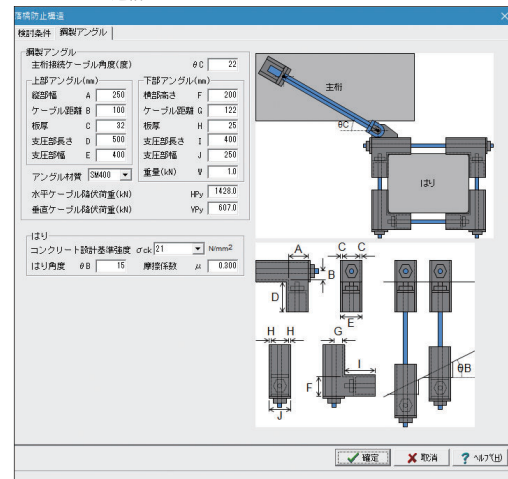 落橋防止構造
検討条件 鋼製アングル
鋼製アングル
主桁接続ケーブル角度(度) θC 22
上部アングル(mm) 下部アングル(mm)
縦部幅 A 250 横部高さ F 200
ケーブル距離 B 100 ケーブル距離 G 122
板厚 C 32 板厚 H 25
支圧部長さ D 500 支圧部長さ I 400
支圧部幅 E 400 支圧部幅 J 250
アングル材質 SM400 重量(kN) W 1.0
水平ケーブル降伏荷重(kN) HPy 1428.0
垂直ケーブル降伏荷重(kN) VPy 607.0
はり
コンクリート設計基準強度 σck 21 N/mm2
はり角度 θB 15 摩擦係数 μ 0.300
主桁
θC
はり
A C C
B
D
E
H H G
I
F
J
θB
確定 取消 ヘルプ(H)